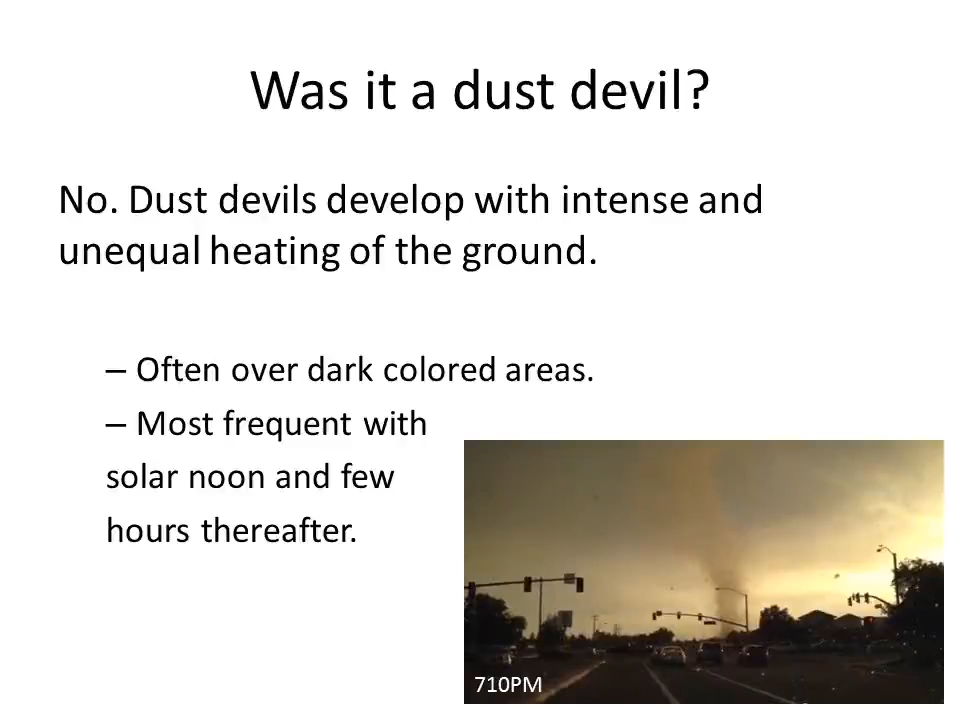 Was it a dust devil?
No. Dust devils develop with intense and
unequal heating of the ground.
– Often over dark colored areas.
– Most frequent with
solar noon and few
hours thereafter.
710PM